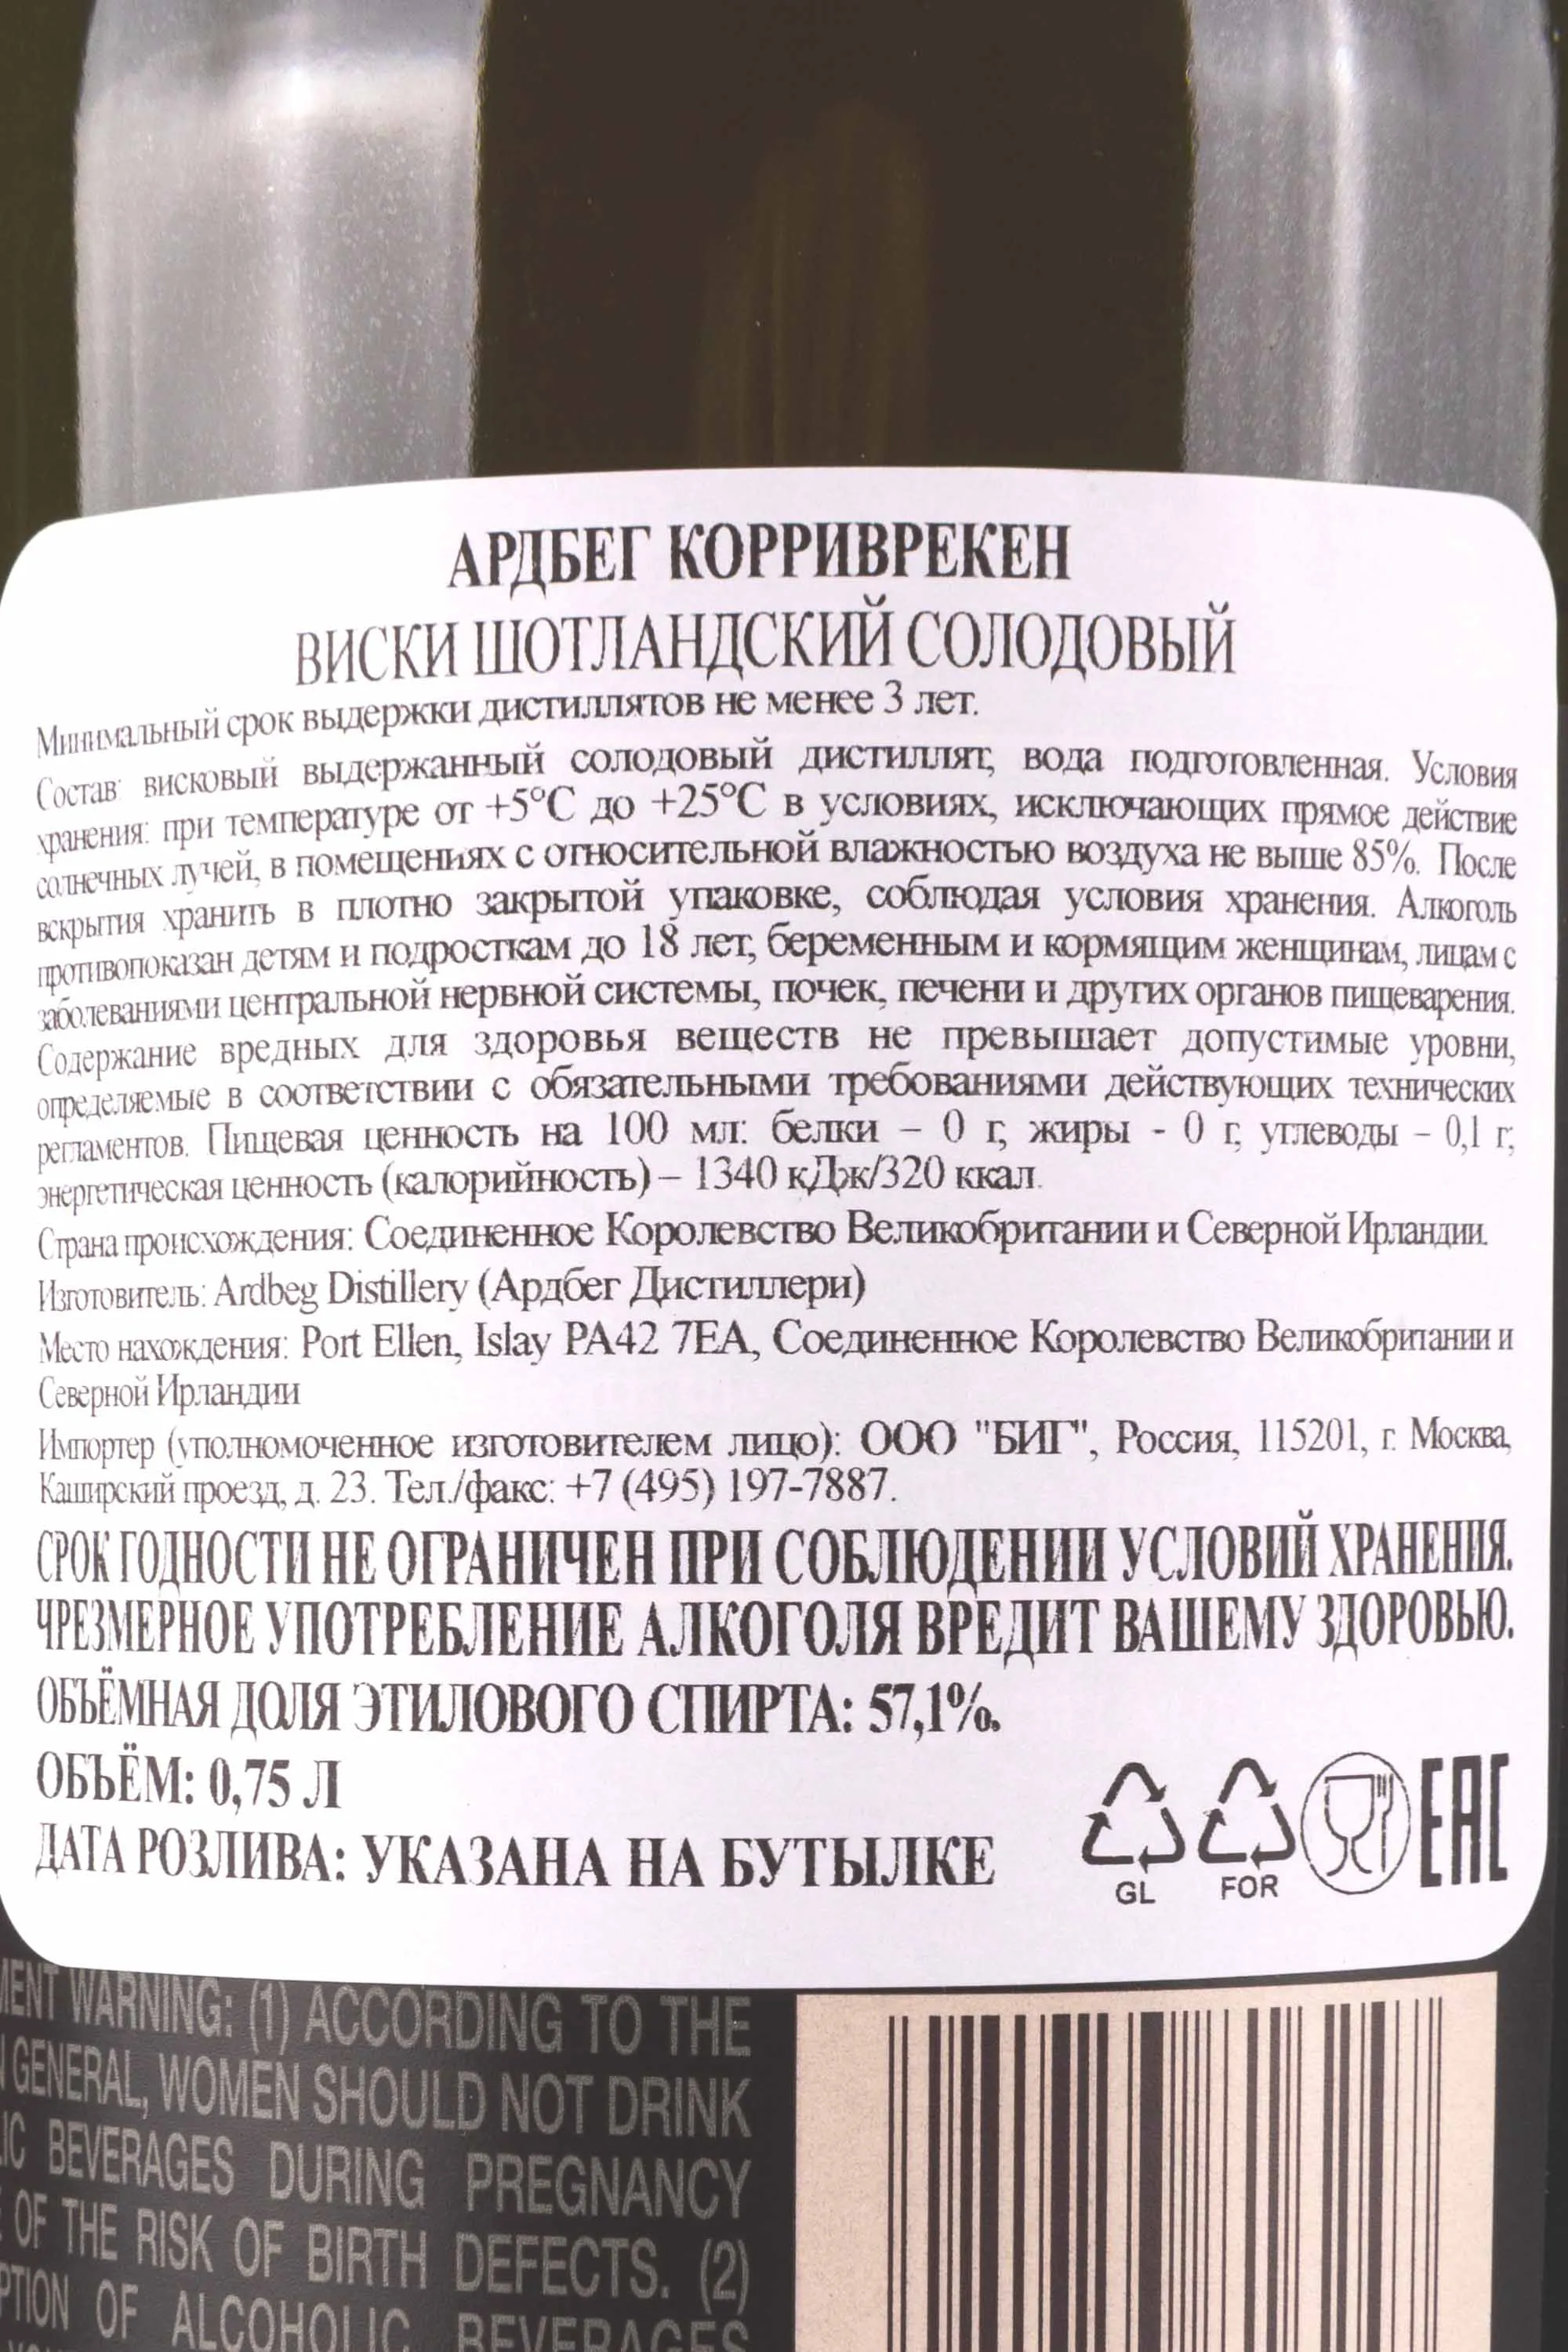 АРДБЕГ КОРРИВРЕКЕН
ВИСКИ ШОТЛАНДСКИЙ СОЛОДОВЫЙ
Минимальный срок выдержки дистиллятов не менее 3 лет.
Состав: висковый выдержанный солодовый дистиллят, вода подготовленная. Условия
хранения: при температуре от +5°С до +25°С в условиях, исключающих прямое действие
солнечных лучей, в помещениях с относительной влажностью воздуха не выше 85%. После
вскрытия хранить в плотно закрытой упаковке, соблюдая условия хранения. Алкоголь
противопоказан детям и подросткам до 18 лет, беременным и кормящим женщинам, лицам с
заболеваниями центральной нервной системы, почек, печени и других органов пищеварения.
Содержание вредных для здоровья веществ не превышает допустимые уровни,
определяемые в соответствии с обязательными требованиями действующих технических
регламентов. Пищевая ценность на 100 мл: белки – 0 г, жиры - 0 г, углеводы – 0,1 г;
энергетическая ценность (калорийность) – 1340 кДж/320 ккал.
Страна происхождения: Соединенное Королевство Великобритании и Северной Ирландии.
Изготовитель: Ardbeg Distillery (Ардбег Дистиллери)
Место нахождения: Port Ellen, Islay PA42 7EA, Соединенное Королевство Великобритании и
Северной Ирландии
Импортер (уполномоченное изготовителем лицо): ООО "БИГ", Россия, 115201, г. Москва,
Каширский проезд, д. 23. Тел./факс: +7 (495) 197-7887.
СРОК ГОДНОСТИ НЕ ОГРАНИЧЕН ПРИ СОБЛЮДЕНИИ УСЛОВИЙ ХРАНЕНИЯ.
ЧРЕЗМЕРНОЕ УПОТРЕБЛЕНИЕ АЛКОГОЛЯ ВРЕДИТ ВАШЕМУ ЗДОРОВЬЮ.
ОБЪЁМНАЯ ДОЛЯ ЭТИЛОВОГО СПИРТА: 57,1%.
ОБЪЁМ: 0,75 Л
ДАТА РОЗЛИВА: УКАЗАНА НА БУТЫЛКЕ
GL FOR EAC
WARNING: (1) ACCORDING TO THE
GENERAL, WOMEN SHOULD NOT DRINK
BEVERAGES DURING PREGNANCY
OF THE RISK OF BIRTH DEFECTS. (2)
OF ALCOHOLIC BEVERAGES